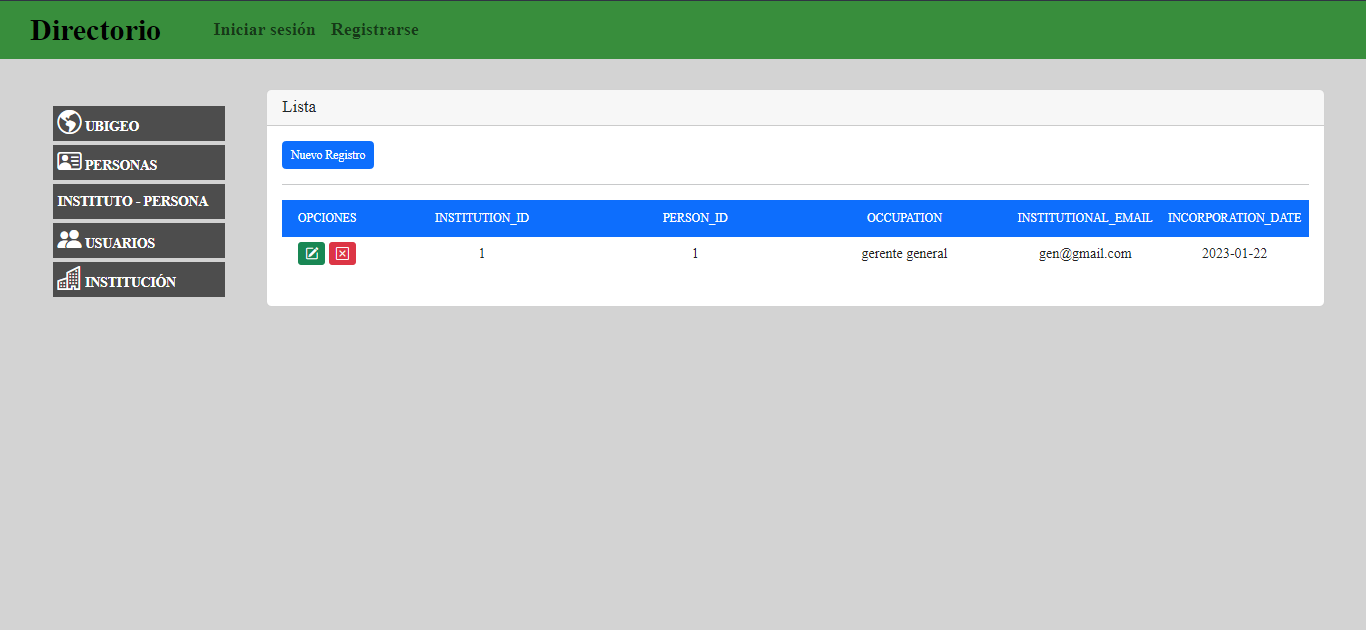 Directorio Iniciar sesión Registrarse
UBIGEO
PERSONAS
INSTITUTO - PERSONA
USUARIOS
INSTITUCIÓN
Lista
Nuevo Registro
OPCIONES INSTITUTION_ID PERSON_ID OCCUPATION INSTITUTIONAL_EMAIL INCORPORATION_DATE
1 1 gerente general gen@gmail.com 2023-01-22